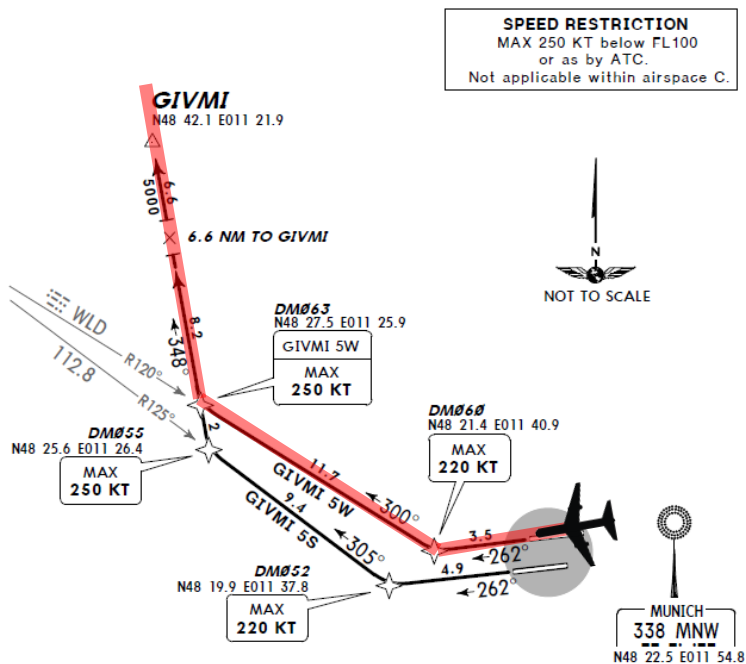 SPEED RESTRICTION
MAX 250 KT below FL100
or as by ATC.
Not applicable within airspace C.
GIVMI
N48 42.1 E011 21.9
6.6
5000
6.6 NM TO GIVMI
N
NOT TO SCALE
8.2
348°
WLD
112.8
R120°
R125°
DMØ63
N48 27.5 E011 25.9
GIVMI 5W
MAX
250 KT
2
DMØ55
N48 25.6 E011 26.4
MAX
250 KT
DMØ6Ø
N48 21.4 E011 40.9
MAX
220 KT
11.7
GIVMI 5W
300°
9.4
GIVMI 5S
305°
3.5
262°
4.9
262°
DMØ52
N48 19.9 E011 37.8
MAX
220 KT
MUNICH
338 MNW
N48 22.5 E011 54.8